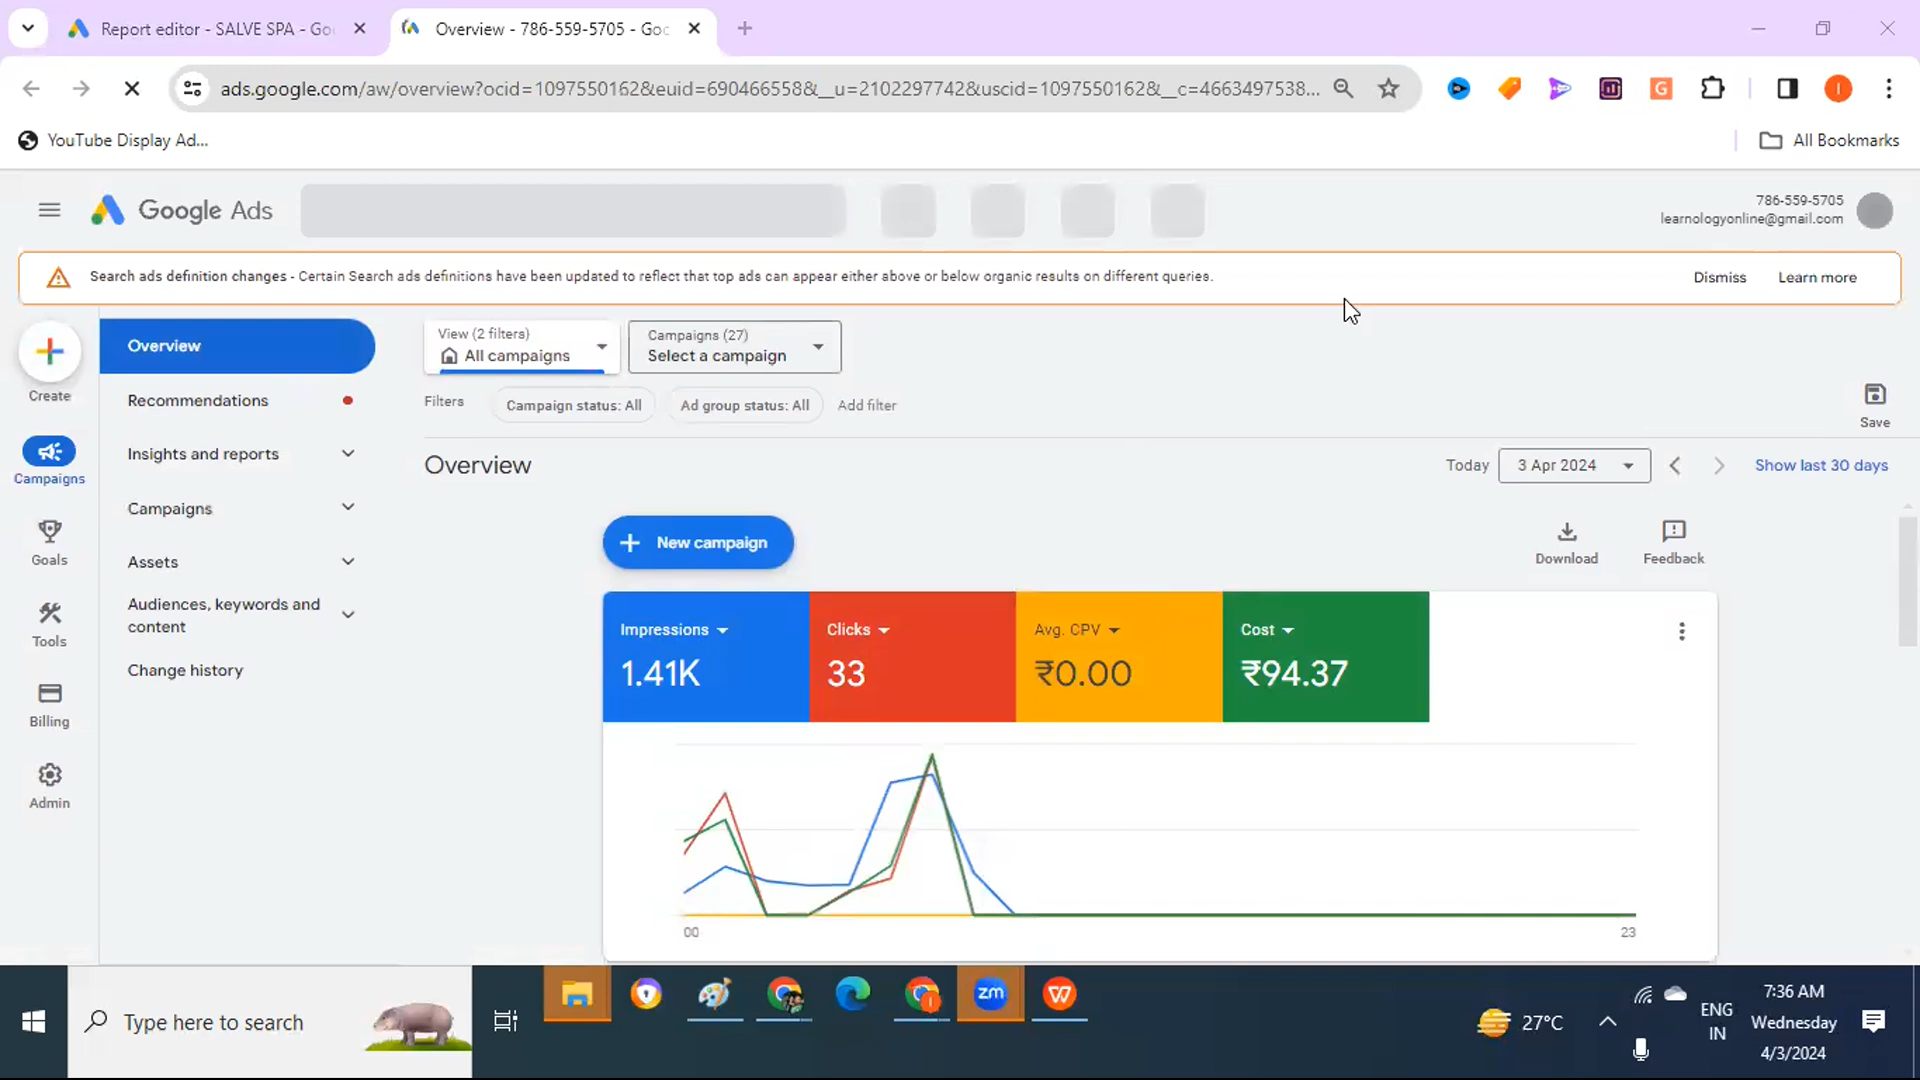 Report editor - SALVE SPA - Go
Overview - 786-559-5705 - Goo
ads.google.com/aw/overview?ocid=1097550162&euid=690466558&__u=2102297742&uscid=1097550162&__c=4663497538...
YouTube Display Ad...
All Bookmarks
Google Ads
786-559-5705
learnologyonline@gmail.com
Search ads definition changes - Certain Search ads definitions have been updated to reflect that top ads can appear either above or below organic results on different queries.
Dismiss
Learn more
Create
Campaigns
Goals
Tools
Billing
Admin
Overview
Recommendations
Insights and reports
Campaigns
Assets
Audiences, keywords and
content
Change history
View (2 filters)
All campaigns
Campaigns (27)
Select a campaign
Filters
Campaign status: All
Ad group status: All
Add filter
Save
Overview
Today
3 Apr 2024
Show last 30 days
New campaign
Download
Feedback
Impressions
1.41K
Clicks
33
Avg. CPV
₹0.00
Cost
₹94.37
00
23
Type here to search
zm
27°C
ENG
IN
7:36 AM
Wednesday
4/3/2024